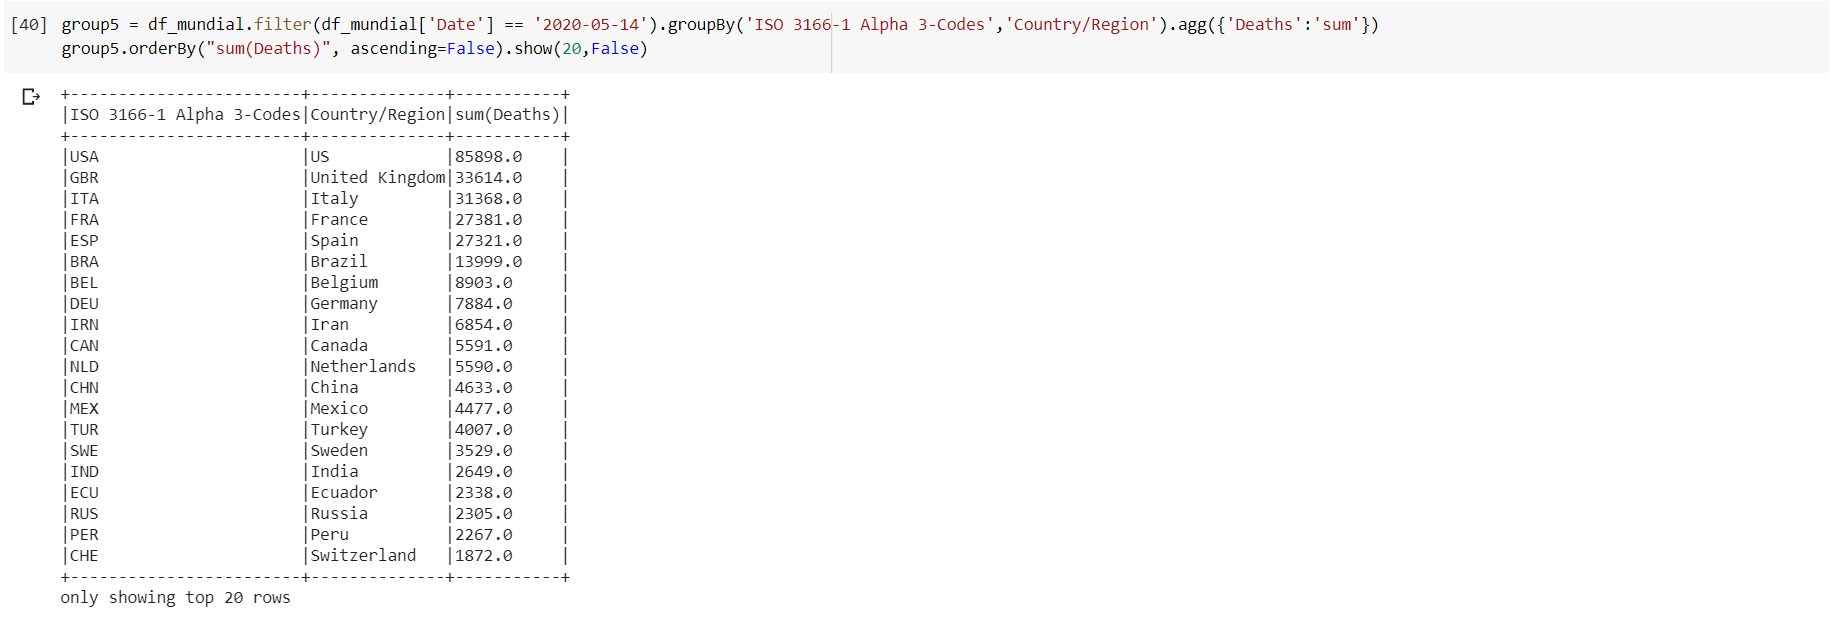 [40] group5 = df_mundial.filter(df_mundial['Date'] == '2020-05-14').groupBy('ISO 3166-1 Alpha 3-Codes','Country/Region').agg({'Deaths':'sum'})
group5.orderBy("sum(Deaths)", ascending=False).show(20,False)
+------------------------+--------------+-----------+
|ISO 3166-1 Alpha 3-Codes|Country/Region|sum(Deaths)|
+------------------------+--------------+-----------+
|USA                     |US            |85898.0    |
|GBR                     |United Kingdom|33614.0    |
|ITA                     |Italy         |31368.0    |
|FRA                     |France        |27381.0    |
|ESP                     |Spain         |27321.0    |
|BRA                     |Brazil        |13999.0    |
|BEL                     |Belgium       |8903.0     |
|DEU                     |Germany       |7884.0     |
|IRN                     |Iran          |6854.0     |
|CAN                     |Canada        |5591.0     |
|NLD                     |Netherlands   |5590.0     |
|CHN                     |China         |4633.0     |
|MEX                     |Mexico        |4477.0     |
|TUR                     |Turkey        |4007.0     |
|SWE                     |Sweden        |3529.0     |
|IND                     |India         |2649.0     |
|ECU                     |Ecuador       |2338.0     |
|RUS                     |Russia        |2305.0     |
|PER                     |Peru          |2267.0     |
|CHE                     |Switzerland   |1872.0     |
+------------------------+--------------+-----------+
only showing top 20 rows